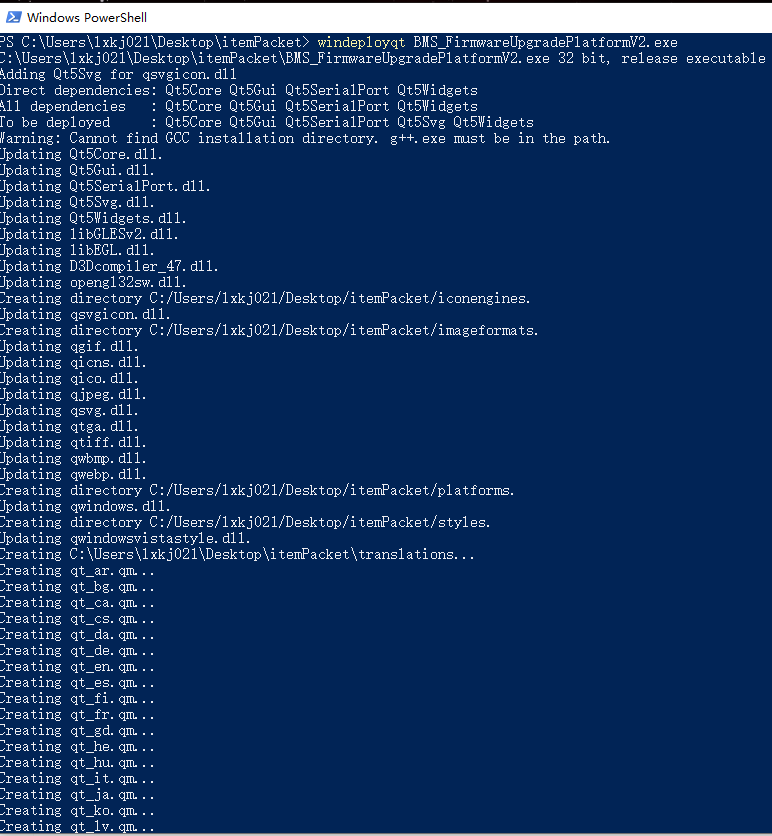 Windows PowerShell
PS C:\Users\lxkj021\Desktop\itemPacket> windeployqt BMS_FirmwareUpgradePlatformV2.exe
C:\Users\lxkj021\Desktop\itemPacket\BMS_FirmwareUpgradePlatformV2.exe 32 bit, release executable
Adding Qt5Svg for qsvgicon.dll
Direct dependencies: Qt5Core Qt5Gui Qt5SerialPort Qt5Widgets
All dependencies   : Qt5Core Qt5Gui Qt5SerialPort Qt5Widgets
To be deployed     : Qt5Core Qt5Gui Qt5SerialPort Qt5Svg Qt5Widgets
Warning: Cannot find GCC installation directory. g++.exe must be in the path.
Updating Qt5Core.dll.
Updating Qt5Gui.dll.
Updating Qt5SerialPort.dll.
Updating Qt5Svg.dll.
Updating Qt5Widgets.dll.
Updating libGLESv2.dll.
Updating libEGL.dll.
Updating D3Dcompiler_47.dll.
Updating opengl32sw.dll.
Creating directory C:/Users/lxkj021/Desktop/itemPacket/iconengines.
Updating qsvgicon.dll.
Creating directory C:/Users/lxkj021/Desktop/itemPacket/imageformats.
Updating qgif.dll.
Updating qicns.dll.
Updating qico.dll.
Updating qjpeg.dll.
Updating qsvg.dll.
Updating qtga.dll.
Updating qtiff.dll.
Updating qwbmp.dll.
Updating qwebp.dll.
Creating directory C:/Users/lxkj021/Desktop/itemPacket/platforms.
Updating qwindows.dll.
Creating directory C:/Users/lxkj021/Desktop/itemPacket/styles.
Updating qwindowsvistastyle.dll.
Creating C:\Users\lxkj021\Desktop\itemPacket\translations...
Creating qt_ar.qm...
Creating qt_bg.qm...
Creating qt_ca.qm...
Creating qt_cs.qm...
Creating qt_da.qm...
Creating qt_de.qm...
Creating qt_en.qm...
Creating qt_es.qm...
Creating qt_fi.qm...
Creating qt_fr.qm...
Creating qt_gd.qm...
Creating qt_he.qm...
Creating qt_hu.qm...
Creating qt_it.qm...
Creating qt_ja.qm...
Creating qt_ko.qm...
Creating qt_lv.qm...